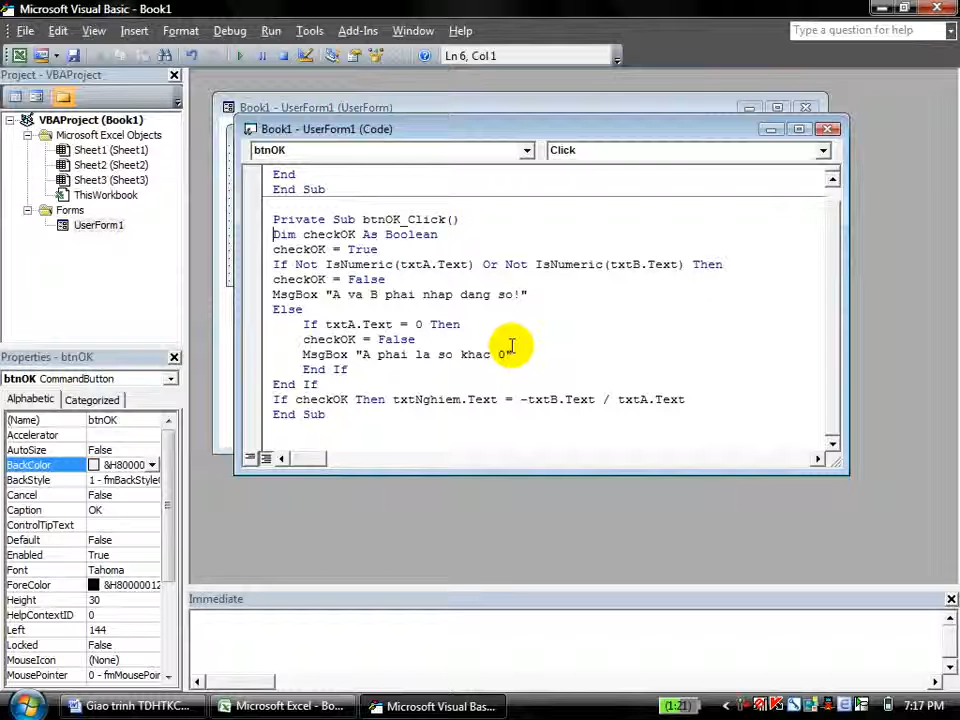 Microsoft Visual Basic - Book1
File Edit View Insert Format Debug Run Tools Add-Ins Window Help
Type a question for help
Ln 6, Col 1
Project - VBAProject
VBAProject (Book1)
Microsoft Excel Objects
Sheet1 (Sheet1)
Sheet2 (Sheet2)
Sheet3 (Sheet3)
ThisWorkbook
Forms
UserForm1
Book1 - UserForm1 (UserForm)
Book1 - UserForm1 (Code)
btnOK Click
End
End Sub
Private Sub btnOK_Click()
Dim checkOK As Boolean
checkOK = True
If Not IsNumeric(txtA.Text) Or Not IsNumeric(txtB.Text) Then
checkOK = False
MsgBox "A va B phai nhap dang so!"
Else
If txtA.Text = 0 Then
checkOK = False
MsgBox "A phai la so khac 0"
End If
End If
If checkOK Then txtNghiem.Text = -txtB.Text / txtA.Text
End Sub
Properties - btnOK
btnOK CommandButton
Alphabetic Categorized
(Name) btnOK
Accelerator
AutoSize False
BackColor &H80000
BackStyle 1 - fmBackStyle
Cancel False
Caption OK
ControlTipText
Default False
Enabled True
Font Tahoma
ForeColor &H80000012
Height 30
HelpContextID 0
Left 144
Locked False
MouseIcon (None)
MousePointer 0 - fmMousePoin
Immediate
Giao trinh TDHTKC...
Microsoft Excel - Bo...
Microsoft Visual Bas...
(1:21)
7:17 PM